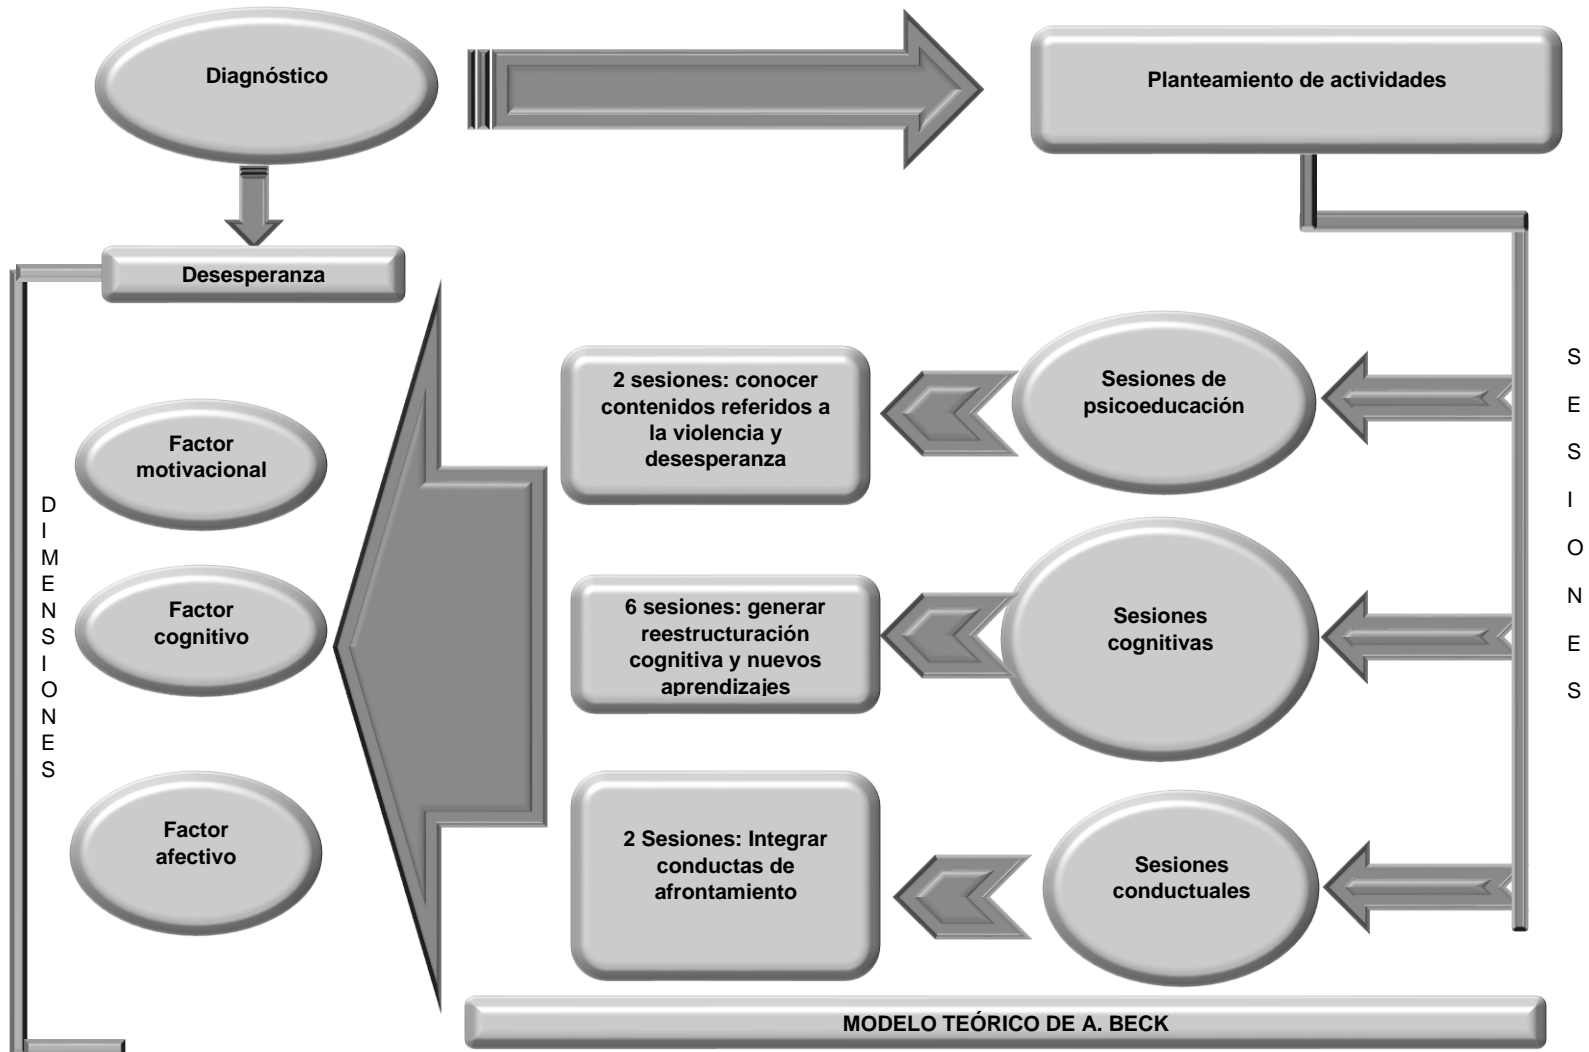 Diagnóstico
Planteamiento de actividades
Desesperanza
DIMENSIONES
Factor
motivacional
Factor
cognitivo
Factor
afectivo
2 sesiones: conocer
contenidos referidos a
la violencia y
desesperanza
6 sesiones: generar
reestructuración
cognitiva y nuevos
aprendizajes
2 Sesiones: Integrar
conductas de
afrontamiento
Sesiones de
psicoeducación
Sesiones
cognitivas
Sesiones
conductuales
SESIONES
MODELO TEÓRICO DE A. BECK